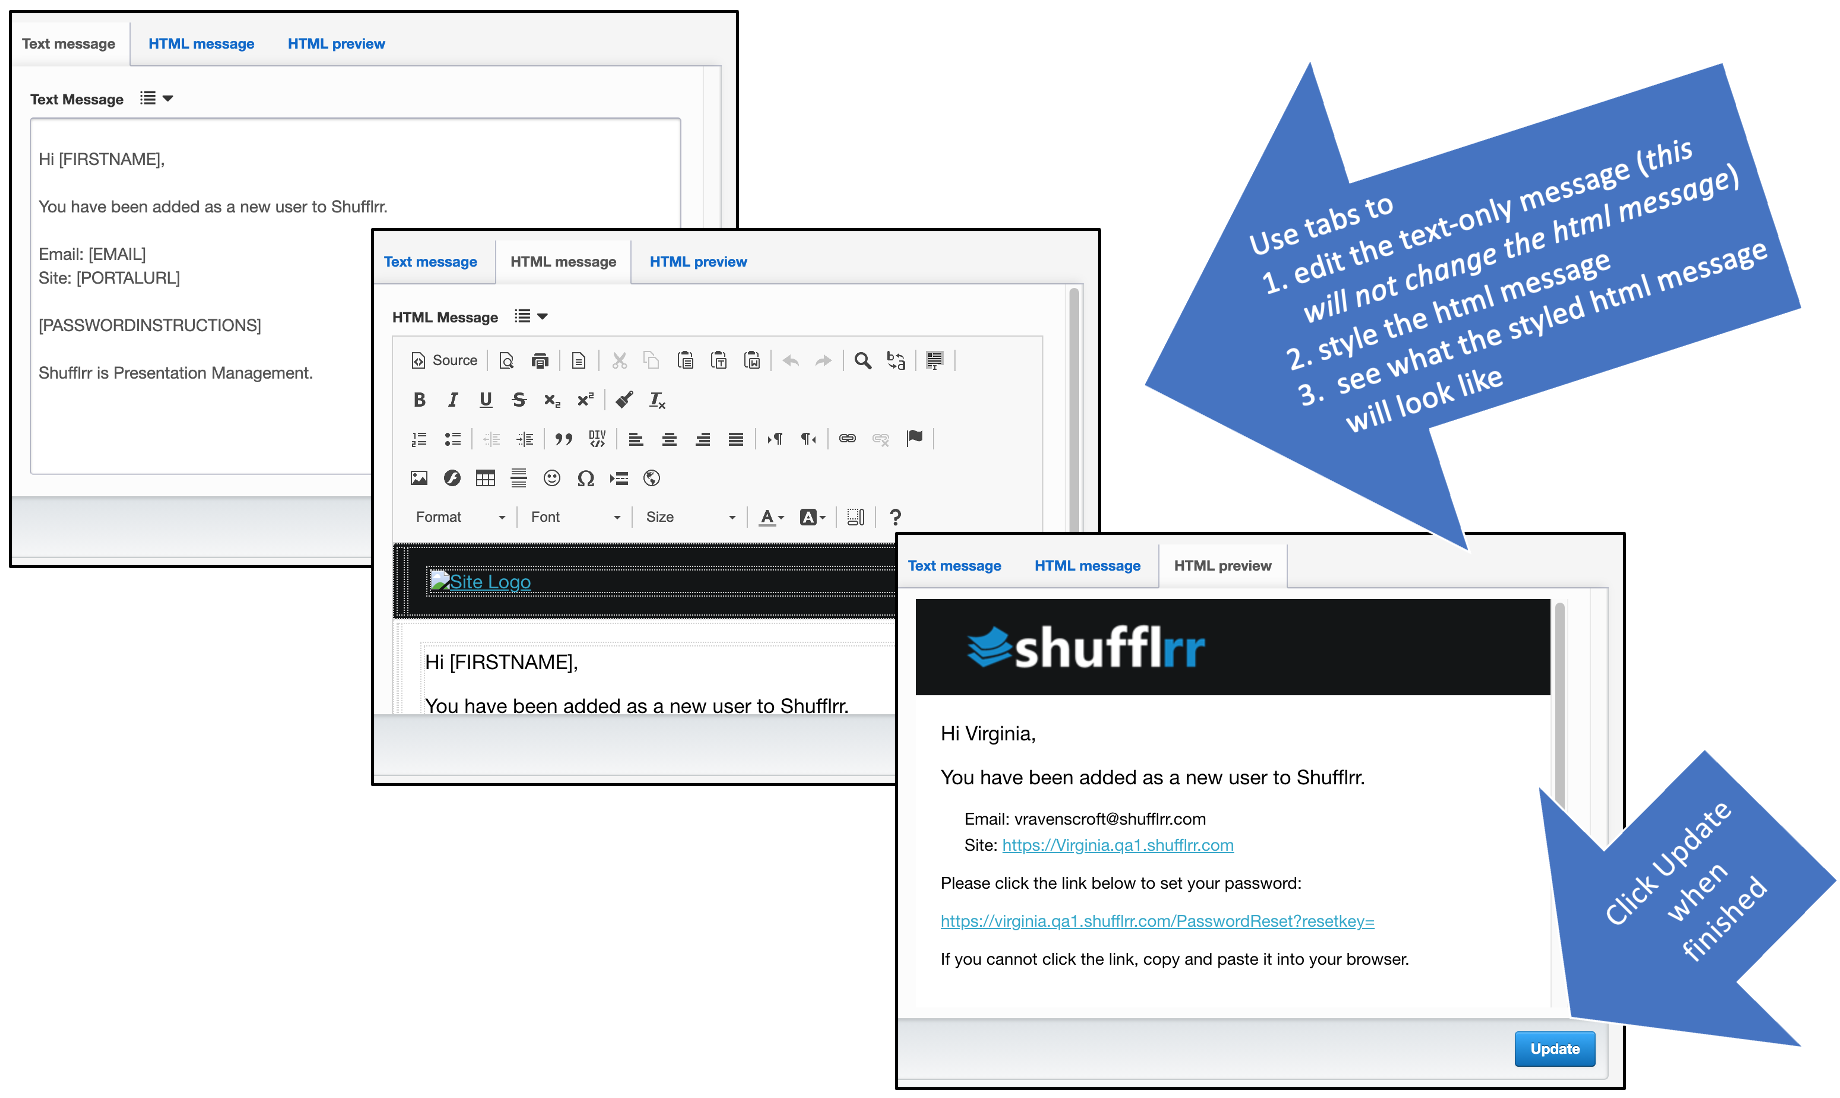 Text message HTML message HTML preview
Text Message
Hi [FIRSTNAME],
You have been added as a new user to Shufflrr.
Email: [EMAIL]
Site: [PORTALURL]
[PASSWORDINSTRUCTIONS]
Shufflrr is Presentation Management.
Text message HTML message HTML preview
HTML Message
Source
Format Font Size
Site Logo
Hi [FIRSTNAME],
You have been added as a new user to Shufflrr.
Text message HTML message HTML preview
shufflrr
Hi Virginia,
You have been added as a new user to Shufflrr.
Email: vravenscroft@shufflrr.com
Site: https://Virginia.qa1.shufflrr.com
Please click the link below to set your password:
https://virginia.qa1.shufflrr.com/PasswordReset?resetkey=
If you cannot click the link, copy and paste it into your browser.
Update
Use tabs to
1. edit the text-only message (this
will not change the html message)
2. style the html message
3. see what the styled html message
will look like
Click Update
when
finished